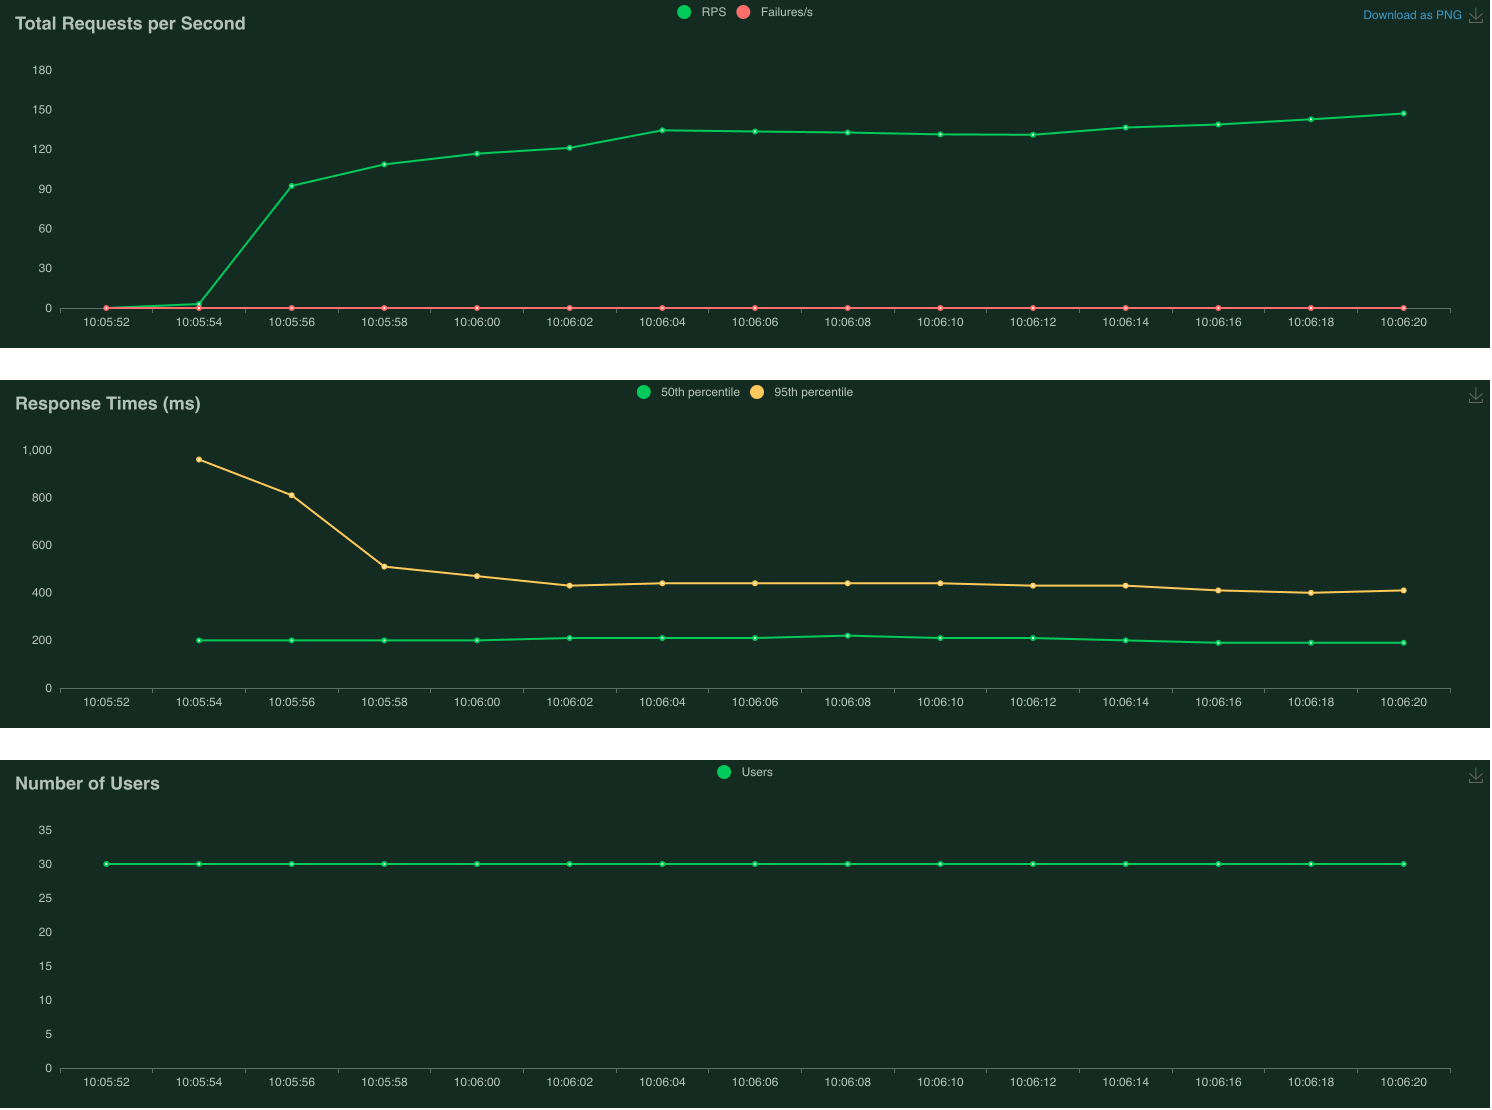 Total Requests per Second
RPS Failures/s
Download as PNG
180
150
120
90
60
30
0
10:05:52 10:05:54 10:05:56 10:05:58 10:06:00 10:06:02 10:06:04 10:06:06 10:06:08 10:06:10 10:06:12 10:06:14 10:06:16 10:06:18 10:06:20
Response Times (ms)
50th percentile 95th percentile
1,000
800
600
400
200
0
10:05:52 10:05:54 10:05:56 10:05:58 10:06:00 10:06:02 10:06:04 10:06:06 10:06:08 10:06:10 10:06:12 10:06:14 10:06:16 10:06:18 10:06:20
Number of Users
Users
35
30
25
20
15
10
5
0
10:05:52 10:05:54 10:05:56 10:05:58 10:06:00 10:06:02 10:06:04 10:06:06 10:06:08 10:06:10 10:06:12 10:06:14 10:06:16 10:06:18 10:06:20